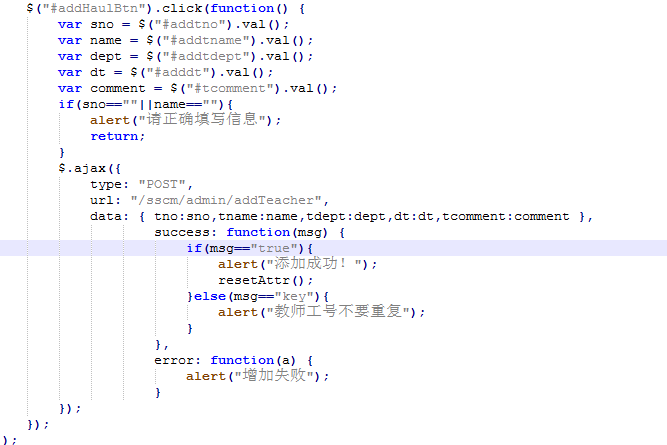 $("#addHaulBtn").click(function() {
var sno = $("#addtno").val();
var name = $("#addtname").val();
var dept = $("#addtdept").val();
var dt = $("#adddt").val();
var comment = $("#tcomment").val();
if(sno==""||name==""){
alert("请正确填写信息");
return;
}
$.ajax({
type: "POST",
url: "/sscm/admin/addTeacher",
data: { tno:sno,tname:name,tdept:dept,dt:dt,tcomment:comment },
success: function(msg) {
if(msg=="true"){
alert("添加成功！");
resetAttr();
}else(msg=="key"){
alert("教师工号不要重复");
}
},
error: function(a) {
alert("增加失败");
}
});
});
);